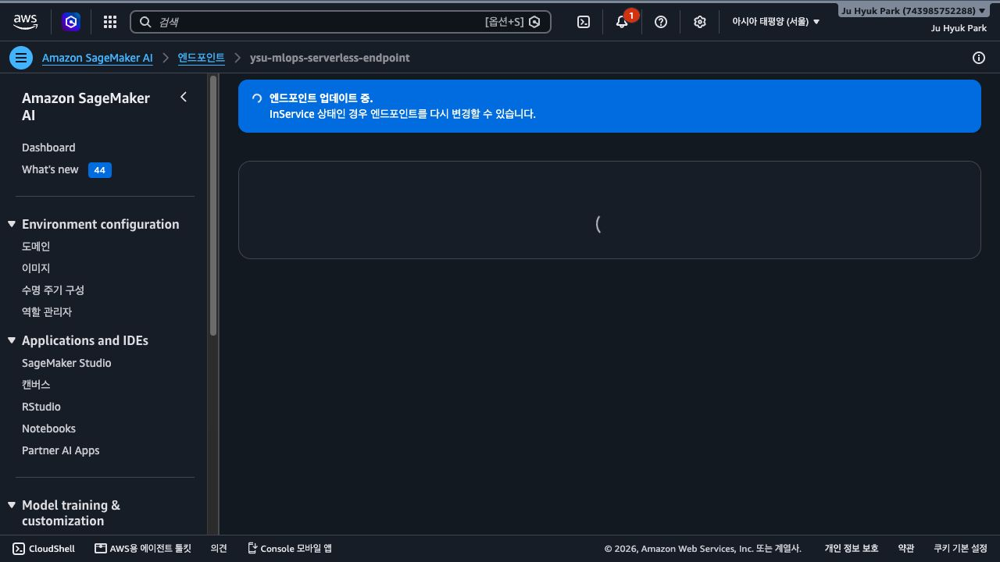 aws
검색
[옵션+S]
1
아시아 태평양 (서울)
Ju Hyuk Park (743985752288)
Ju Hyuk Park
Amazon SageMaker AI
엔드포인트
ysu-mlops-serverless-endpoint
Amazon SageMaker
AI
Dashboard
What's new 44
Environment configuration
도메인
이미지
수명 주기 구성
역할 관리자
Applications and IDEs
SageMaker Studio
캔버스
RStudio
Notebooks
Partner AI Apps
Model training &
customization
엔드포인트 업데이트 중.
InService 상태인 경우 엔드포인트를 다시 변경할 수 있습니다.
CloudShell
AWS용 에이전트 툴킷
의견
Console 모바일 앱
© 2026, Amazon Web Services, Inc. 또는 계열사.
개인 정보 보호
약관
쿠키 기본 설정